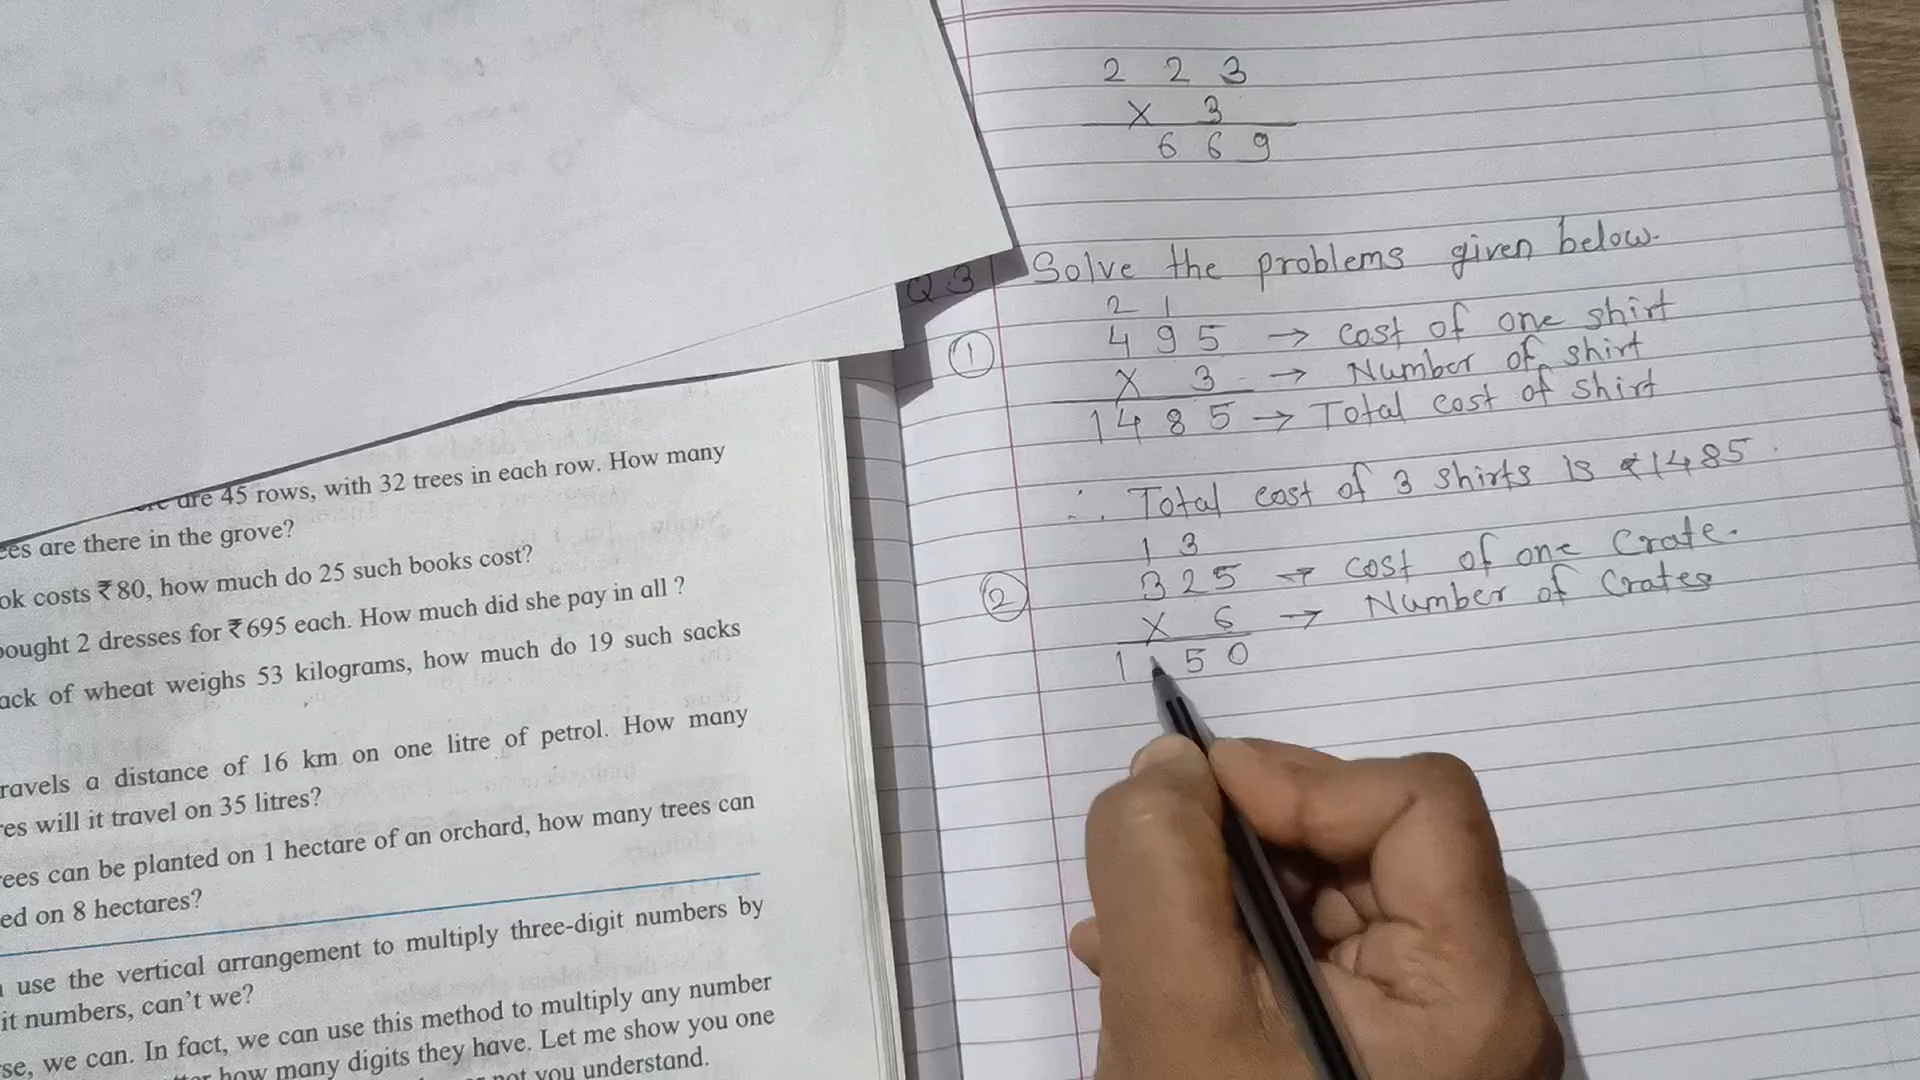 are 45 rows, with 32 trees in each row. How many
es are there in the grove?
ok costs ₹80, how much do 25 such books cost?
ought 2 dresses for ₹695 each. How much did she pay in all ?
ack of wheat weighs 53 kilograms, how much do 19 such sacks
ravels a distance of 16 km on one litre of petrol. How many
es will it travel on 35 litres?
ees can be planted on 1 hectare of an orchard, how many trees can
ed on 8 hectares?
use the vertical arrangement to multiply three-digit numbers by
it numbers, can't we?
se, we can. In fact, we can use this method to multiply any number
how many digits they have. Let me show you one
not you understand.
2 2 3
X 3
6 6 9
Q 3 Solve the problems given below.
2 1
① 4 9 5 → Cost of one shirt
X 3 → Number of shirt
1 4 8 5 → Total cost of shirt
∴ Total cost of 3 shirts is ₹1485.
1 3
② 3 2 5 → Cost of one Crate.
X 6 → Number of Crates
1 5 0